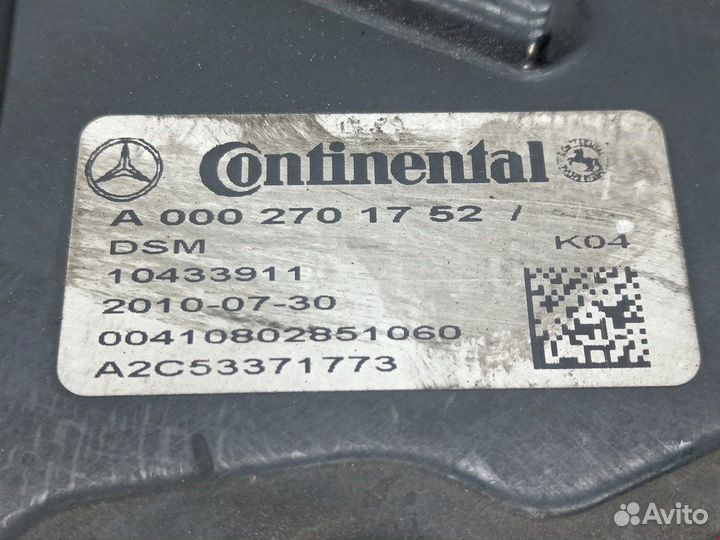 Continental
A 000 270 17 52 /
DSM K04
10433911
2010-07-30
00410802851060
A2C53371773
Avito